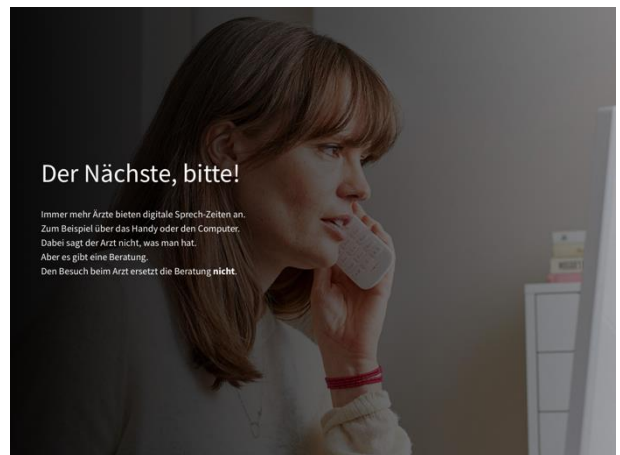 Der Nächste, bitte!
Immer mehr Ärzte bieten digitale Sprech-Zeiten an.
Zum Beispiel über das Handy oder den Computer.
Dabei sagt der Arzt nicht, was man hat.
Aber es gibt eine Beratung.
Den Besuch beim Arzt ersetzt die Beratung nicht.